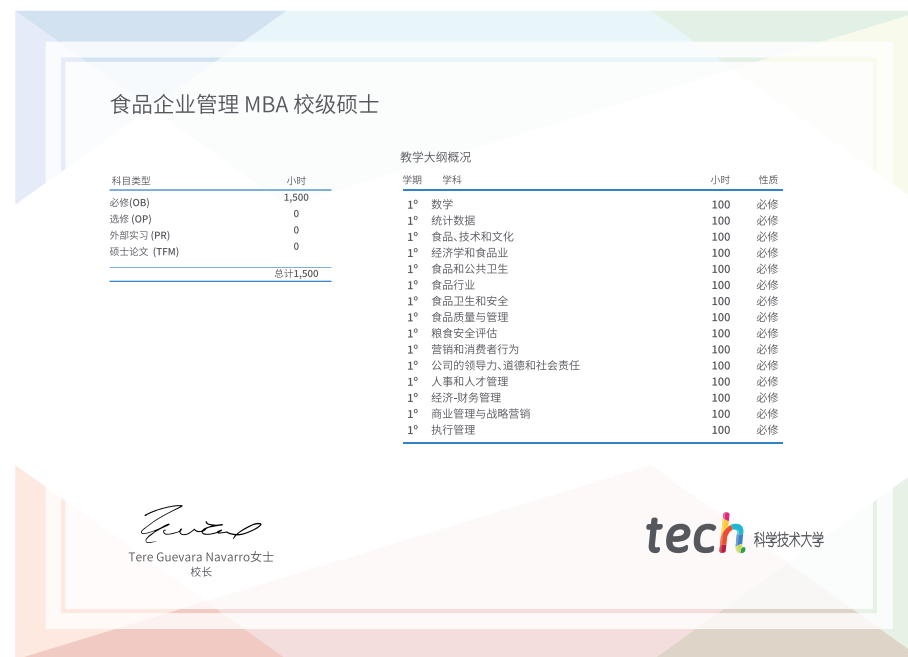 食品企业管理 MBA 校级硕士
科目类型 小时
必修(OB) 1,500
选修 (OP) 0
外部实习 (PR) 0
硕士论文 (TFM) 0
总计1,500
教学大纲概况
学期 学科 小时 性质
1º 数学 100 必修
1º 统计数据 100 必修
1º 食品、技术和文化 100 必修
1º 经济学和食品业 100 必修
1º 食品和公共卫生 100 必修
1º 食品行业 100 必修
1º 食品卫生和安全 100 必修
1º 食品质量与管理 100 必修
1º 粮食安全评估 100 必修
1º 营销和消费者行为 100 必修
1º 公司的领导力、道德和社会责任 100 必修
1º 人事和人才管理 100 必修
1º 经济-财务管理 100 必修
1º 商业管理与战略营销 100 必修
1º 执行管理 100 必修
Tere Guevara Navarro女士
校长
tech 科学技术大学